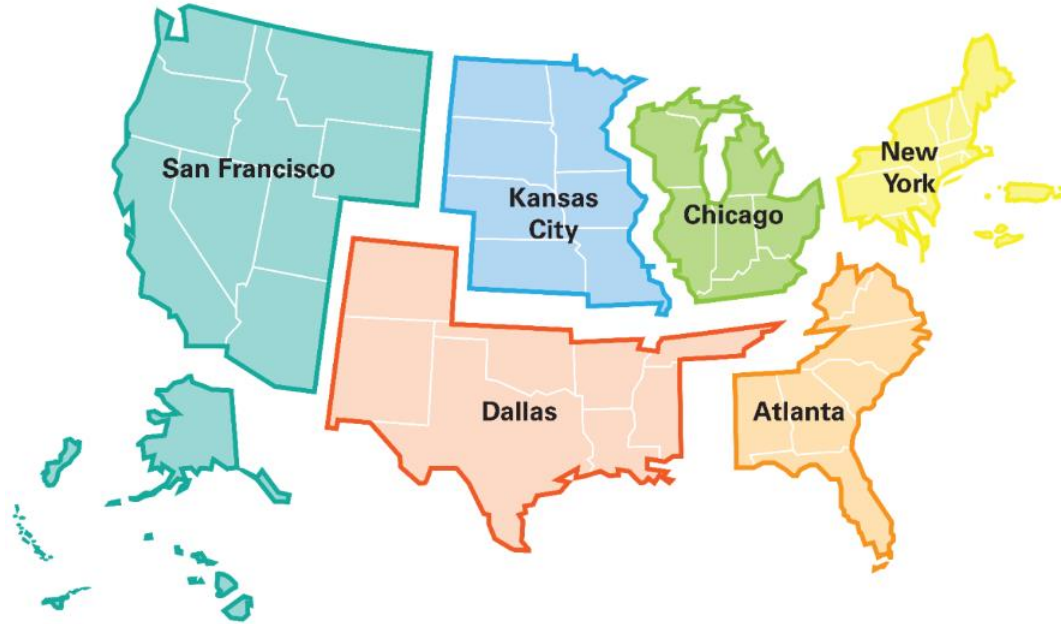 San Francisco
Kansas
City
Chicago
New
York
Dallas
Atlanta